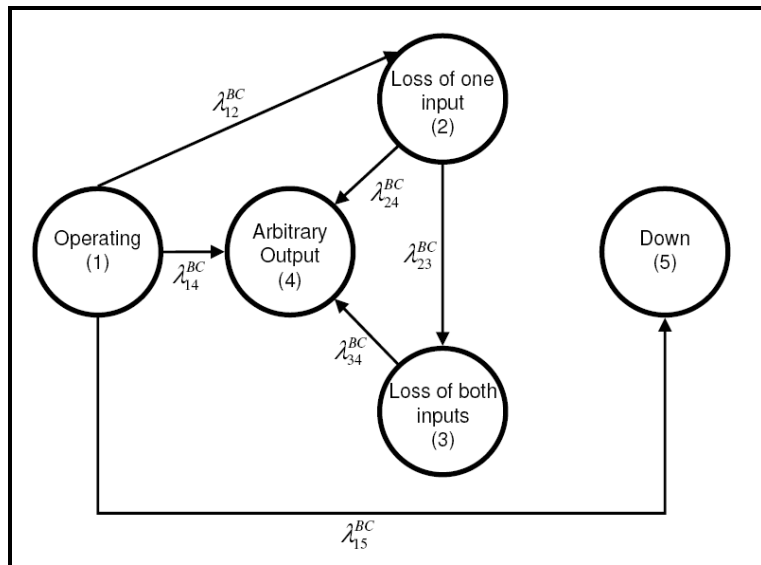 Loss of one
input
(2)
λ₁₂ᴮᶜ
λ₂₄ᴮᶜ
Operating
(1)
λ₁₄ᴮᶜ
Arbitrary
Output
(4)
λ₂₃ᴮᶜ
Down
(5)
λ₃₄ᴮᶜ
Loss of both
inputs
(3)
λ₁₅ᴮᶜ